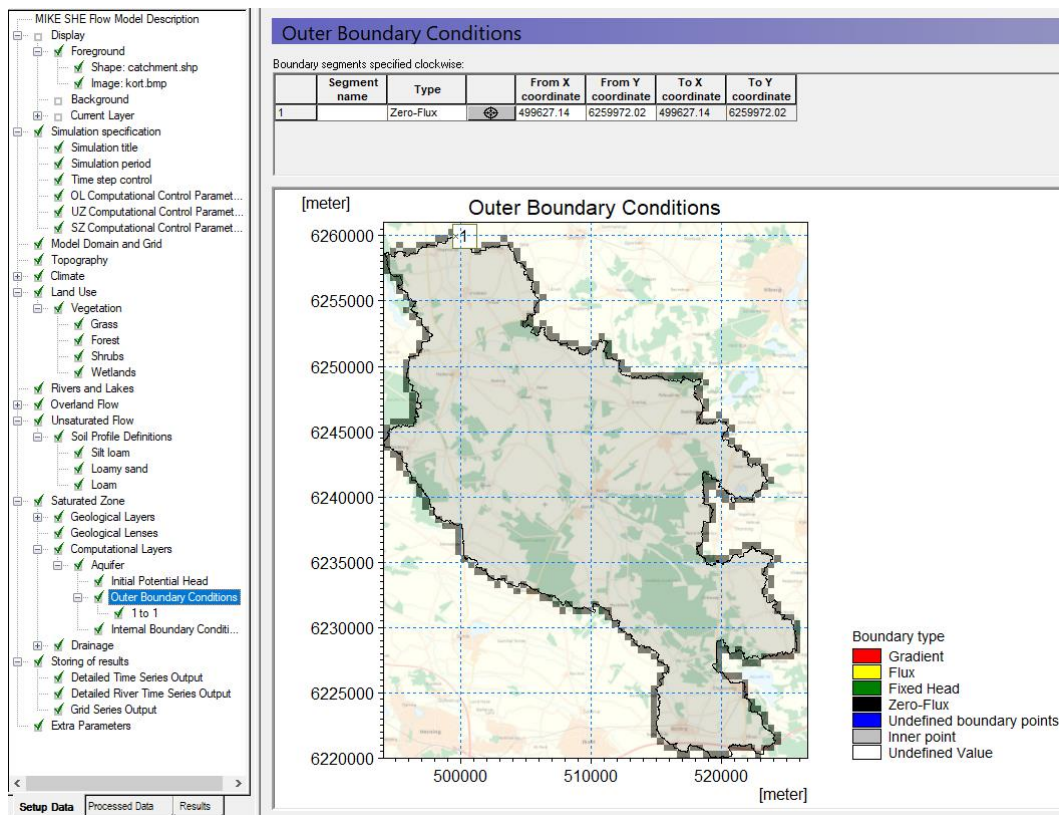 MIKE SHE Flow Model Description
Display
Foreground
Shape: catchment.shp
Image: kort.bmp
Background
Current Layer
Simulation specification
Simulation title
Simulation period
Time step control
OL Computational Control Paramet...
UZ Computational Control Paramet...
SZ Computational Control Paramet...
Model Domain and Grid
Topography
Climate
Land Use
Vegetation
Grass
Forest
Shrubs
Wetlands
Rivers and Lakes
Overland Flow
Unsaturated Flow
Soil Profile Definitions
Silt loam
Loamy sand
Loam
Saturated Zone
Geological Layers
Geological Lenses
Computational Layers
Aquifer
Initial Potential Head
Outer Boundary Conditions
1 to 1
Internal Boundary Conditi...
Drainage
Storing of results
Detailed Time Series Output
Detailed River Time Series Output
Grid Series Output
Extra Parameters
Setup Data Processed Data Results
Outer Boundary Conditions
Boundary segments specified clockwise:
Segment name Type From X coordinate From Y coordinate To X coordinate To Y coordinate
1 Zero-Flux 499627.14 6259972.02 499627.14 6259972.02
[meter]
Outer Boundary Conditions
1
6260000
6255000
6250000
6245000
6240000
6235000
6230000
6225000
6220000
500000 510000 520000
[meter]
Boundary type
Gradient
Flux
Fixed Head
Zero-Flux
Undefined boundary points
Inner point
Undefined Value